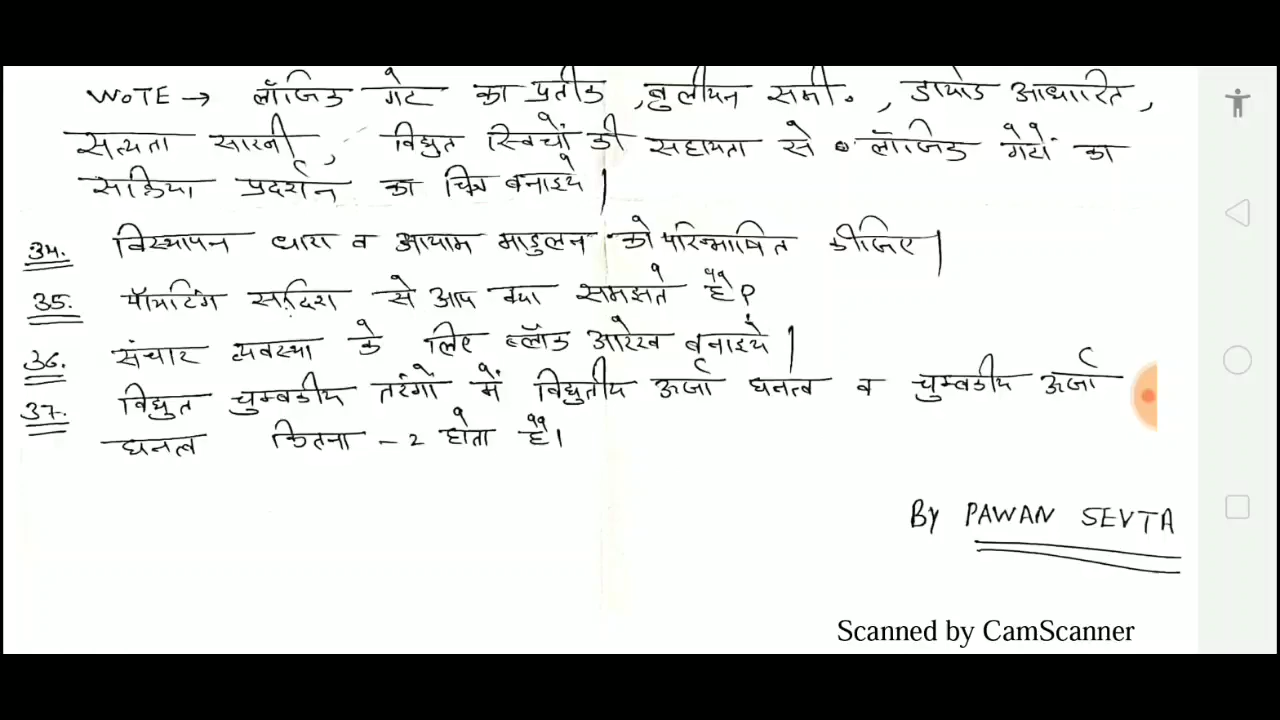 NOTE → लॉजिक गेट का प्रतीक, बुलीयन समी., डायोड आधारित,
सत्यता सारनी, विद्युत स्विचों की सहायता से लॉजिक गेटों का
सक्रिया प्रदर्शन का चित्र बनाइये।
34. विस्थापन धारा व आयाम माडुलन को परिभाषित कीजिए।
35. पॉयटिंग सदिश से आप क्या समझते है?
36. संचार व्यवस्था के लिए ब्लॉक आरेख बनाइये।
37. विद्युत चुम्बकीय तरंगों में विद्युतीय ऊर्जा घनत्व व चुम्बकीय ऊर्जा
घनत्व कितना -2 होता है।
By PAWAN SEVTA
Scanned by CamScanner